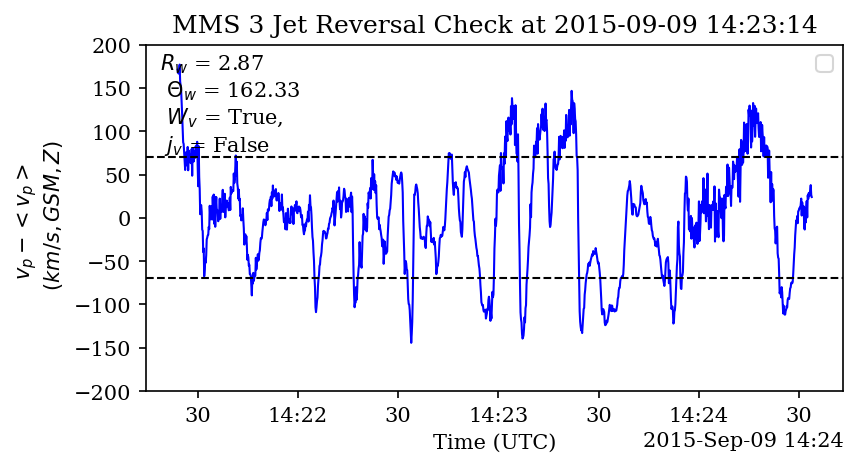 MMS 3 Jet Reversal Check at 2015-09-09 14:23:14
R_w = 2.87
Θ_w = 162.33
W_v = True,
j_v = False
v_p − < v_p >
(km/s, GSM, Z)
200
150
100
50
0
−50
−100
−150
−200
30 14:22 30 14:23 30 14:24 30
Time (UTC) 2015-Sep-09 14:24